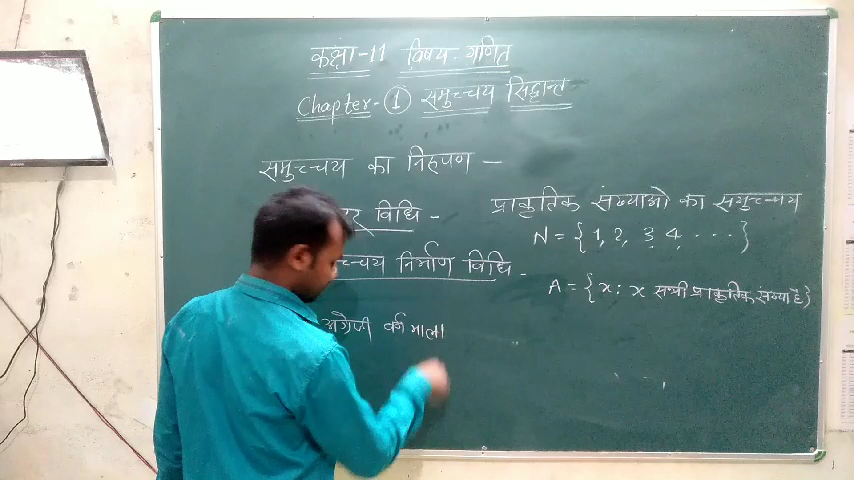 कक्षा-11 विषय-गणित
Chapter-① समुच्चय सिद्धान्त
समुच्चय का निरूपण —
विधि -
प्राकृतिक संख्याओ का समुच्चय
N = {1, 2, 3, 4, ....}
निर्माण विधि -
A = {x : x सभी प्राकृतिक संख्या है}
वर्णमाला